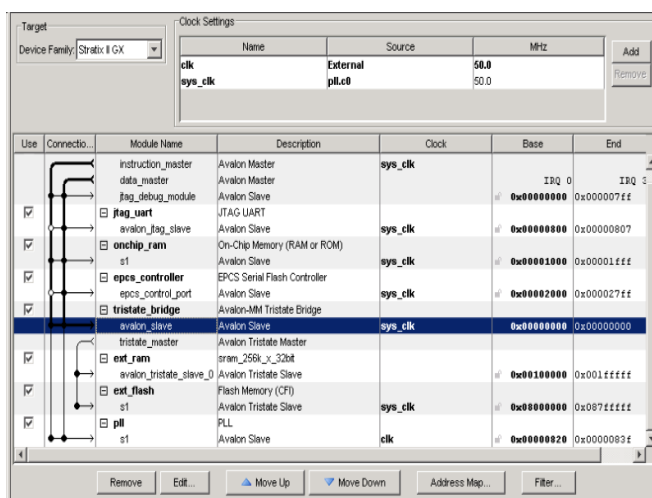 Target
Device Family: Stratix II GX
Clock Settings
Name Source MHz
clk External 50.0
sys_clk pll.c0 50.0
Add
Remove
Use Connectio... Module Name Description Clock Base End
instruction_master Avalon Master sys_clk
data_master Avalon Master IRQ 0 IRQ 3
jtag_debug_module Avalon Slave 0x00000000 0x000007ff
jtag_uart JTAG UART
avalon_jtag_slave Avalon Slave sys_clk 0x00000800 0x00000807
onchip_ram On-Chip Memory (RAM or ROM)
s1 Avalon Slave sys_clk 0x00001000 0x00001fff
epcs_controller EPCS Serial Flash Controller
epcs_control_port Avalon Slave sys_clk 0x00002000 0x000027ff
tristate_bridge Avalon-MM Tristate Bridge
avalon_slave Avalon Slave sys_clk 0x00000000 0x00000000
tristate_master Avalon Tristate Master
ext_ram sram_256k_x_32bit
avalon_tristate_slave_0 Avalon Tristate Slave 0x00100000 0x001fffff
ext_flash Flash Memory (CFI)
s1 Avalon Tristate Slave sys_clk 0x08000000 0x087fffff
pll PLL
s1 Avalon Slave clk 0x00000820 0x0000083f
Remove Edit... Move Up Move Down Address Map... Filter...